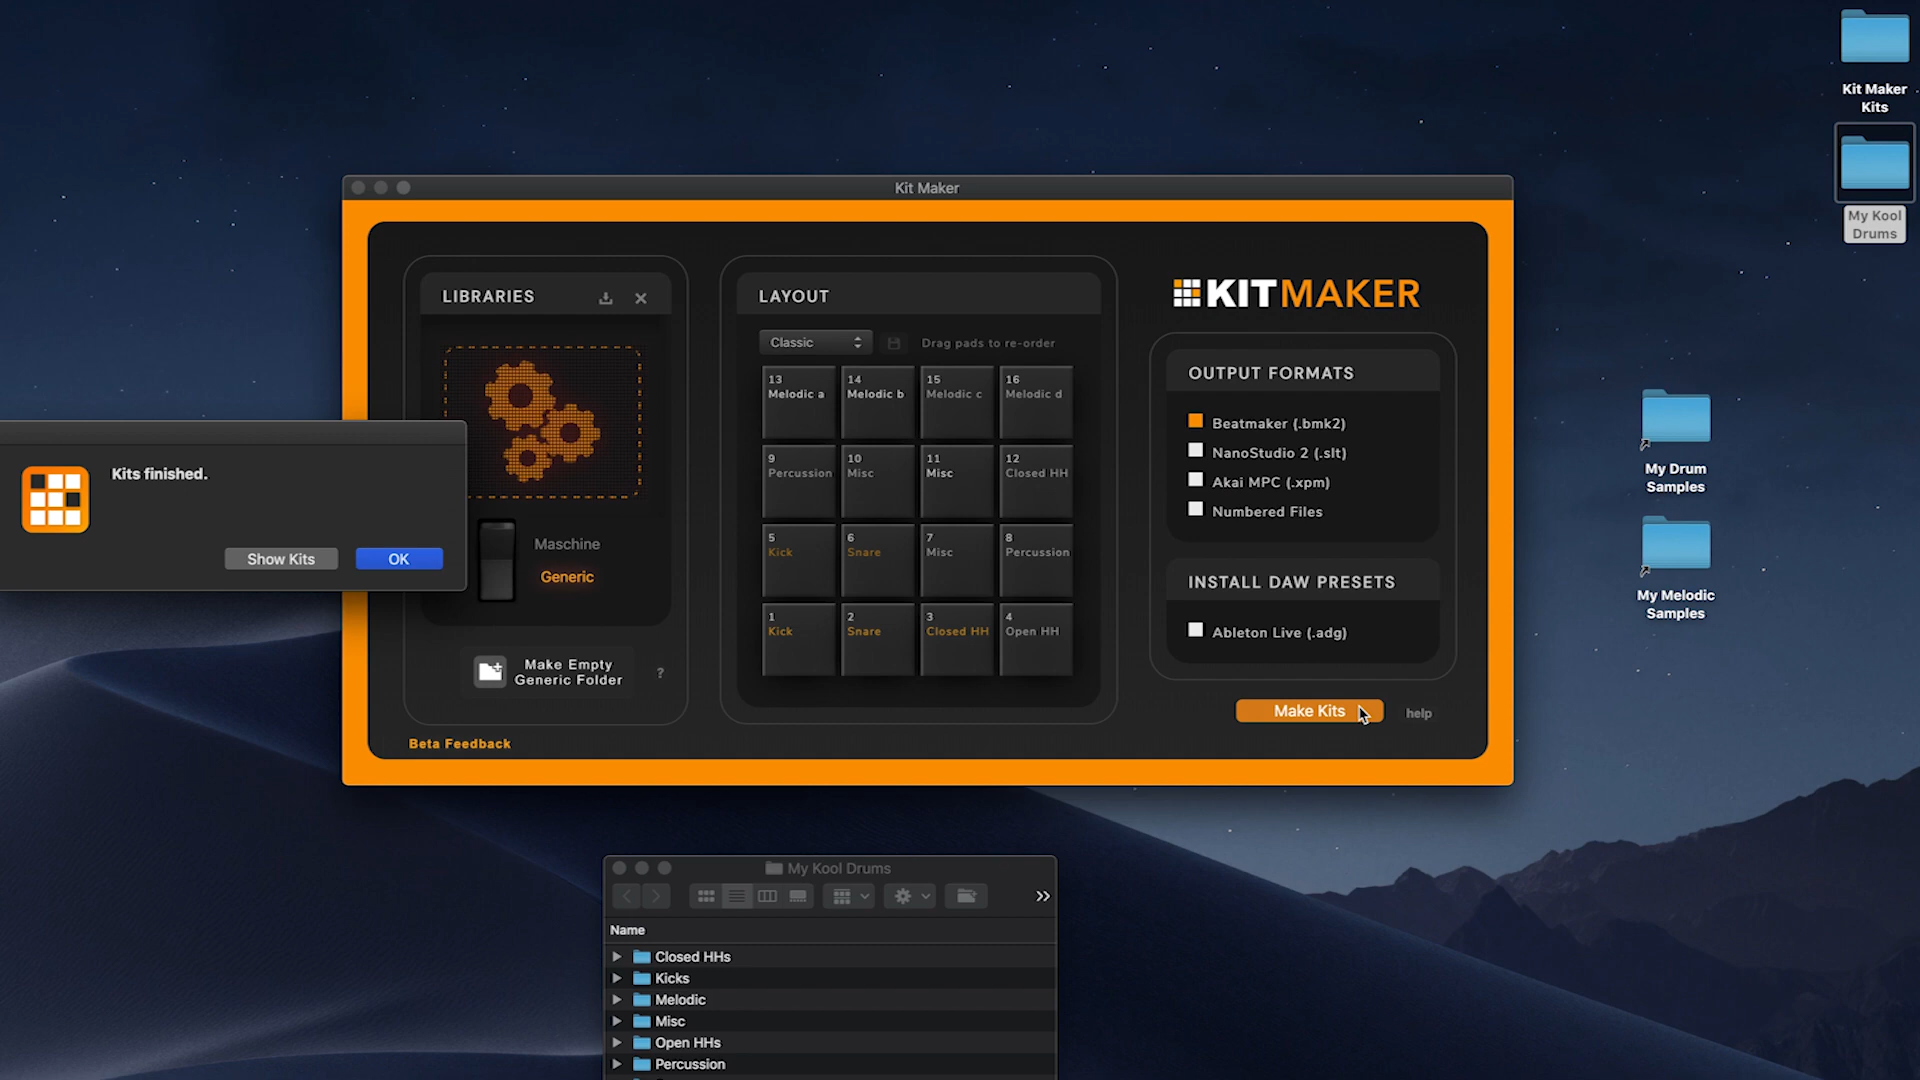 Kit Maker
Kits
My Kool
Drums
Kit Maker
LIBRARIES
Maschine
Generic
Make Empty
Generic Folder
?
Beta Feedback
Kits finished.
Show Kits
OK
LAYOUT
Classic
Drag pads to re-order
13
Melodic a
14
Melodic b
15
Melodic c
16
Melodic d
9
Percussion
10
Misc
11
Misc
12
Closed HH
5
Kick
6
Snare
7
Misc
8
Percussion
1
Kick
2
Snare
3
Closed HH
4
Open HH
KITMAKER
OUTPUT FORMATS
Beatmaker (.bmk2)
NanoStudio 2 (.slt)
Akai MPC (.xpm)
Numbered Files
INSTALL DAW PRESETS
Ableton Live (.adg)
Make Kits
help
My Drum
Samples
My Melodic
Samples
My Kool Drums
Name
Closed HHs
Kicks
Melodic
Misc
Open HHs
Percussion